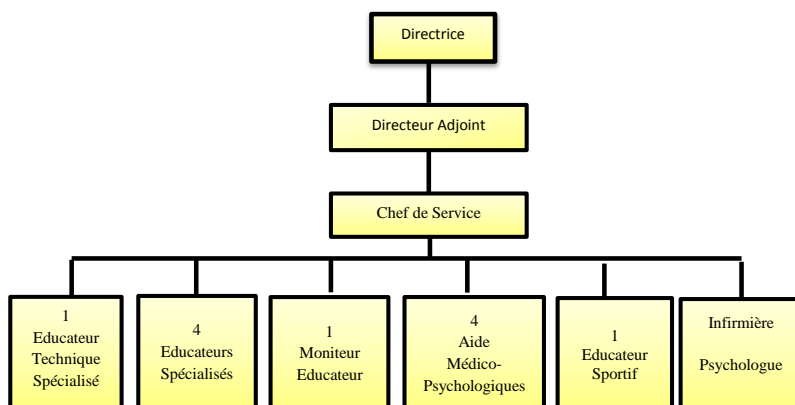 Directrice
Directeur Adjoint
Chef de Service
1
Educateur
Technique
Spécialisé
4
Educateurs
Spécialisés
1
Moniteur
Educateur
4
Aide
Médico-
Psychologiques
1
Educateur
Sportif
Infirmière
Psychologue